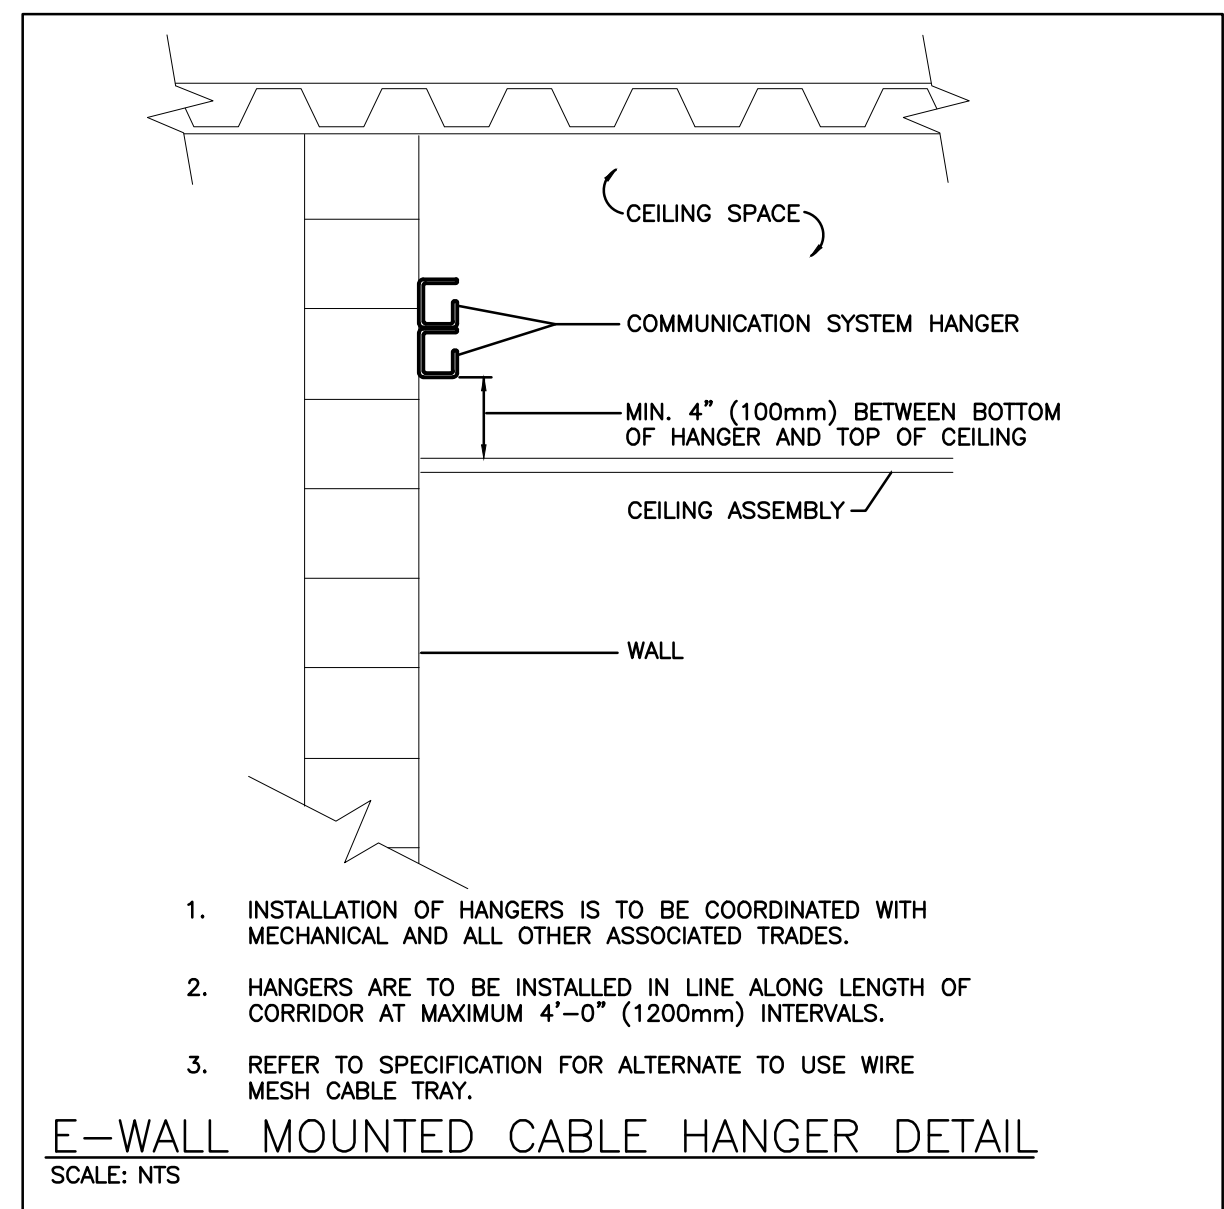 CEILING SPACE
COMMUNICATION SYSTEM HANGER
MIN. 4" (100mm) BETWEEN BOTTOM
OF HANGER AND TOP OF CEILING
CEILING ASSEMBLY
WALL
1. INSTALLATION OF HANGERS IS TO BE COORDINATED WITH
MECHANICAL AND ALL OTHER ASSOCIATED TRADES.
2. HANGERS ARE TO BE INSTALLED IN LINE ALONG LENGTH OF
CORRIDOR AT MAXIMUM 4'-0" (1200mm) INTERVALS.
3. REFER TO SPECIFICATION FOR ALTERNATE TO USE WIRE
MESH CABLE TRAY.
E-WALL MOUNTED CABLE HANGER DETAIL
SCALE: NTS